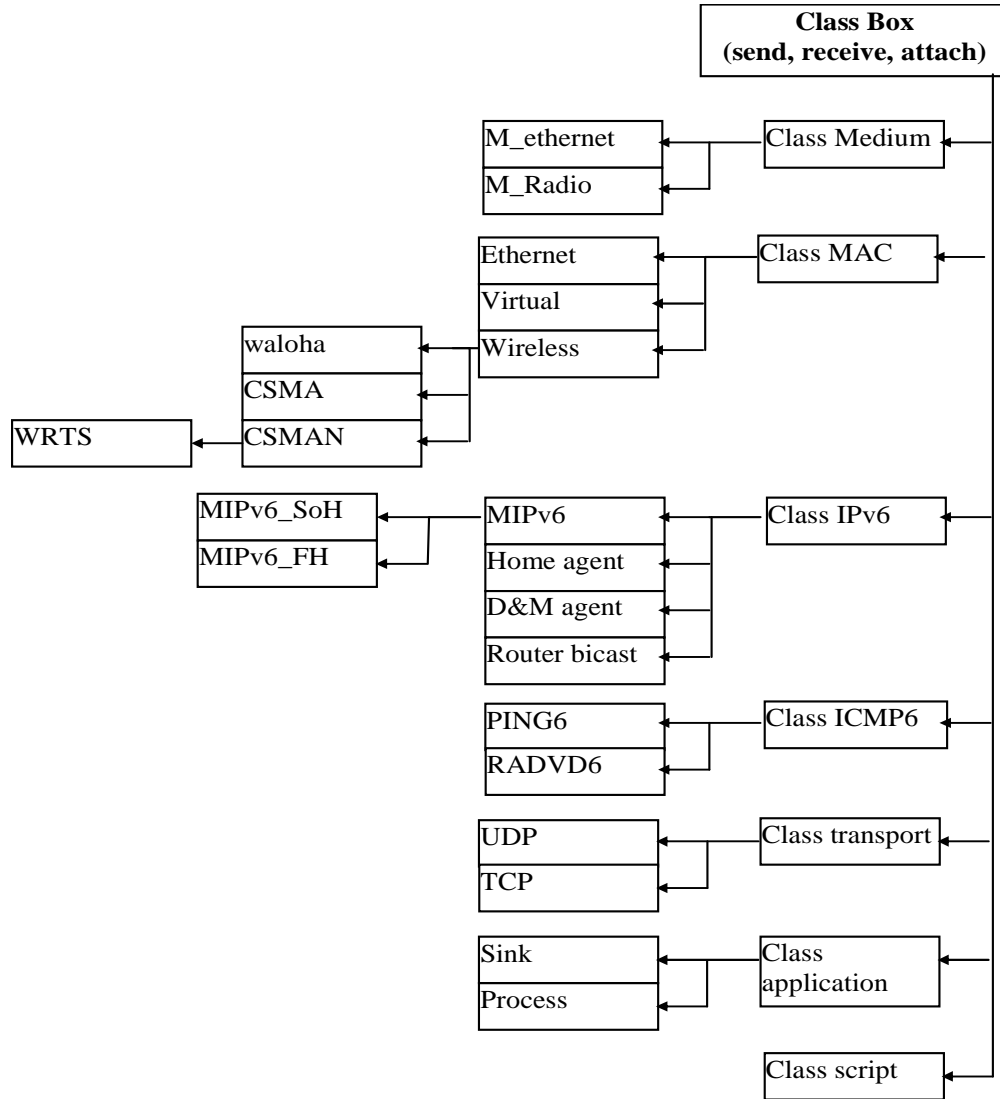 Class Box
(send, receive, attach)
M_ethernet
Class Medium
M_Radio
Ethernet
Class MAC
Virtual
Wireless
waloha
CSMA
CSMAN
WRTS
MIPv6_SoH
MIPv6_FH
MIPv6
Class IPv6
Home agent
D&M agent
Router bicast
PING6
Class ICMP6
RADVD6
UDP
Class transport
TCP
Sink
Class
application
Process
Class script